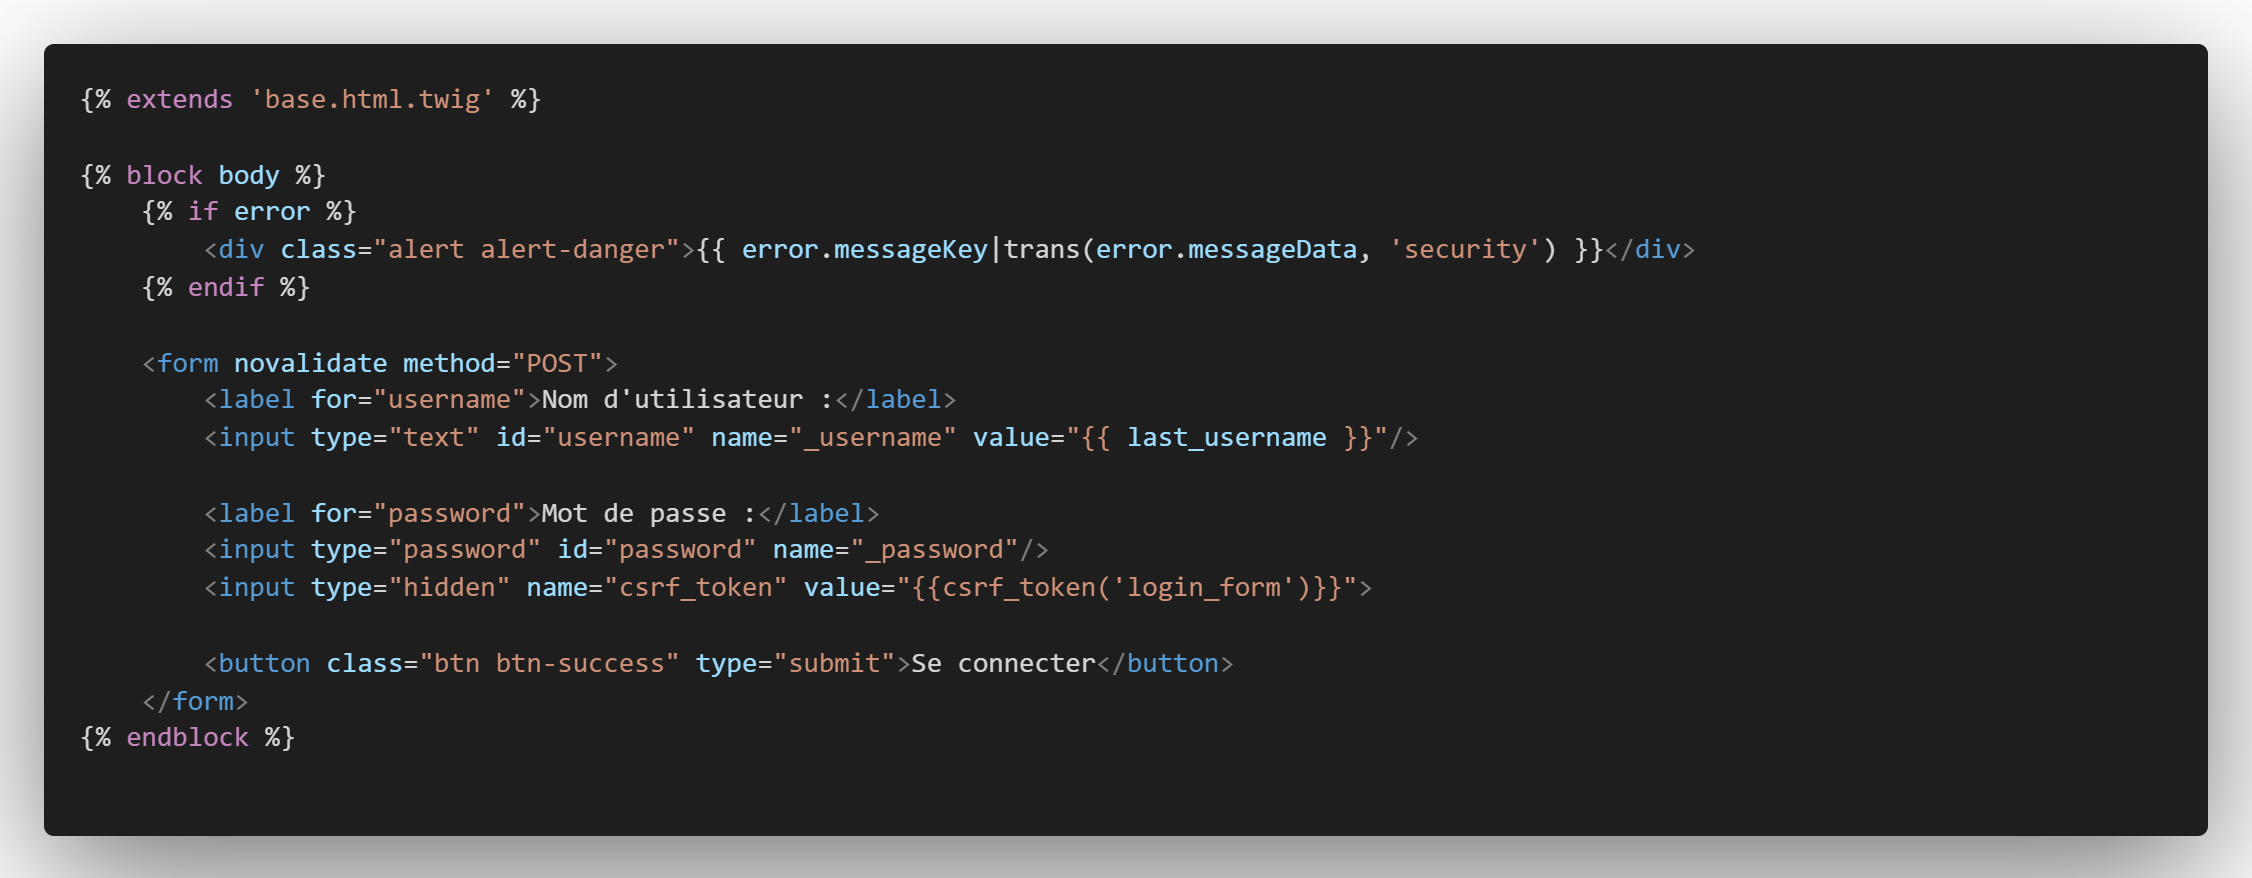 {% extends 'base.html.twig' %}
{% block body %}
{% if error %}
<div class="alert alert-danger">{{ error.messageKey|trans(error.messageData, 'security') }}</div>
{% endif %}
<form novalidate method="POST">
<label for="username">Nom d'utilisateur :</label>
<input type="text" id="username" name="_username" value="{{ last_username }}"/>
<label for="password">Mot de passe :</label>
<input type="password" id="password" name="_password"/>
<input type="hidden" name="csrf_token" value="{{csrf_token('login_form')}}">
<button class="btn btn-success" type="submit">Se connecter</button>
</form>
{% endblock %}